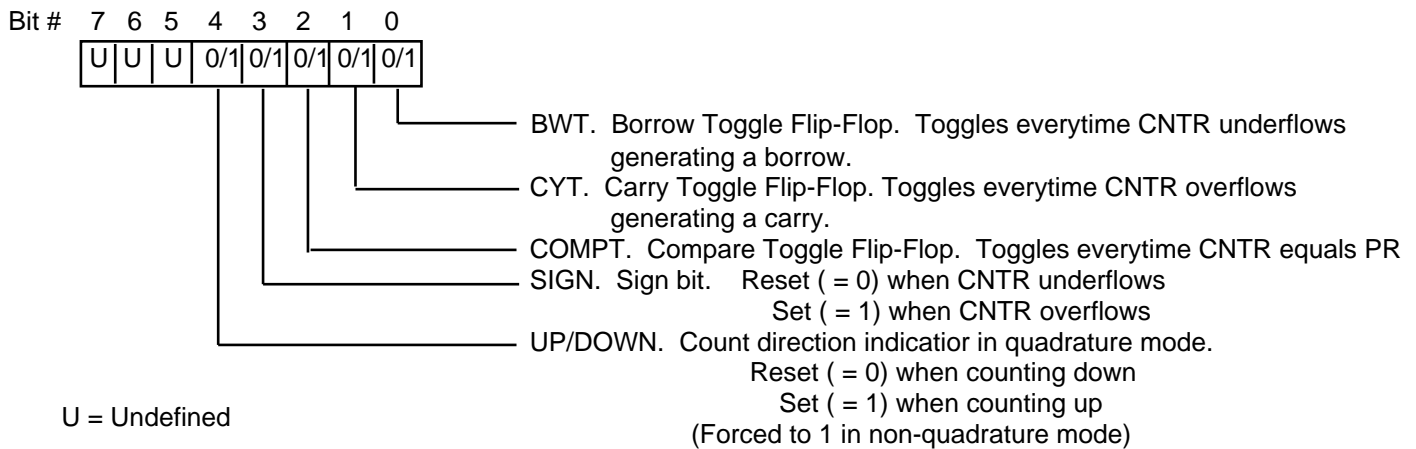 Bit # 7 6 5 4 3 2 1 0
U U U 0/1 0/1 0/1 0/1 0/1
BWT. Borrow Toggle Flip-Flop. Toggles everytime CNTR underflows
generating a borrow.
CYT. Carry Toggle Flip-Flop. Toggles everytime CNTR overflows
generating a carry.
COMPT. Compare Toggle Flip-Flop. Toggles everytime CNTR equals PR
SIGN. Sign bit. Reset ( = 0) when CNTR underflows
Set ( = 1) when CNTR overflows
UP/DOWN. Count direction indicatior in quadrature mode.
Reset ( = 0) when counting down
Set ( = 1) when counting up
U = Undefined
(Forced to 1 in non-quadrature mode)